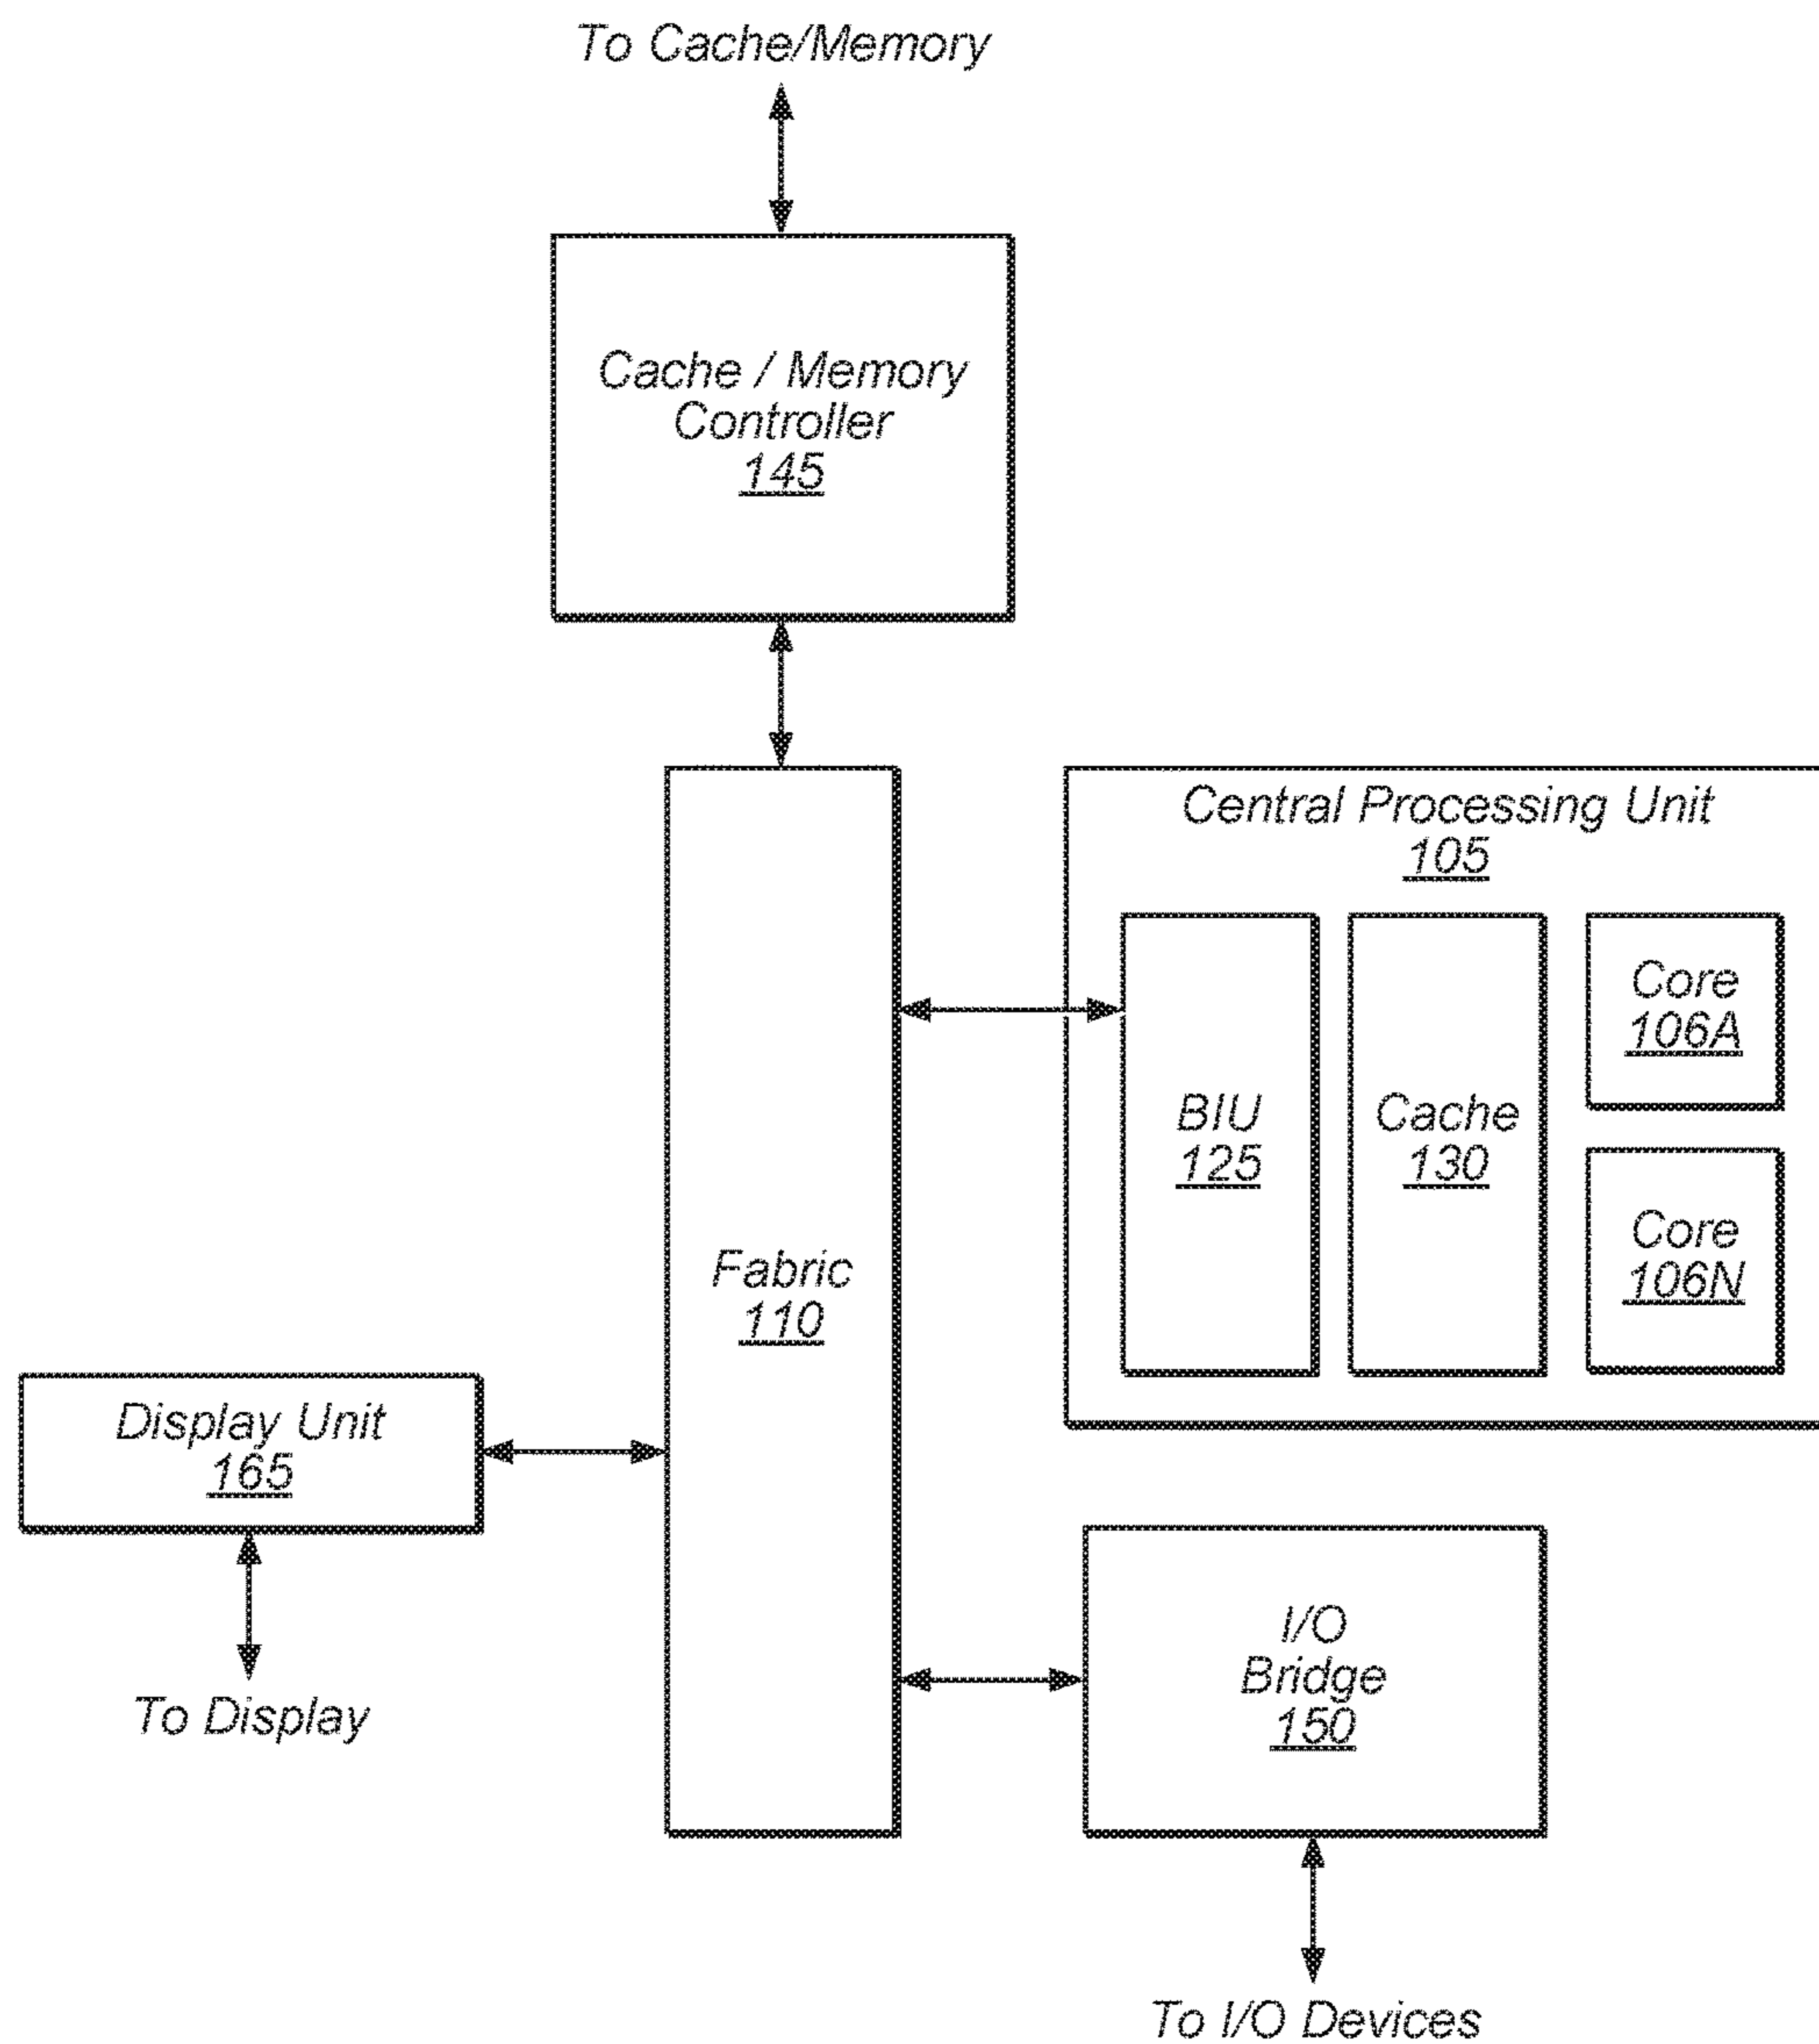 To Cache/Memory
Cache / Memory
Controller
145
Central Processing Unit
105
BIU
125
Cache
130
Core
106A
Core
106N
Fabric
110
Display Unit
165
To Display
I/O
Bridge
150
To I/O Devices